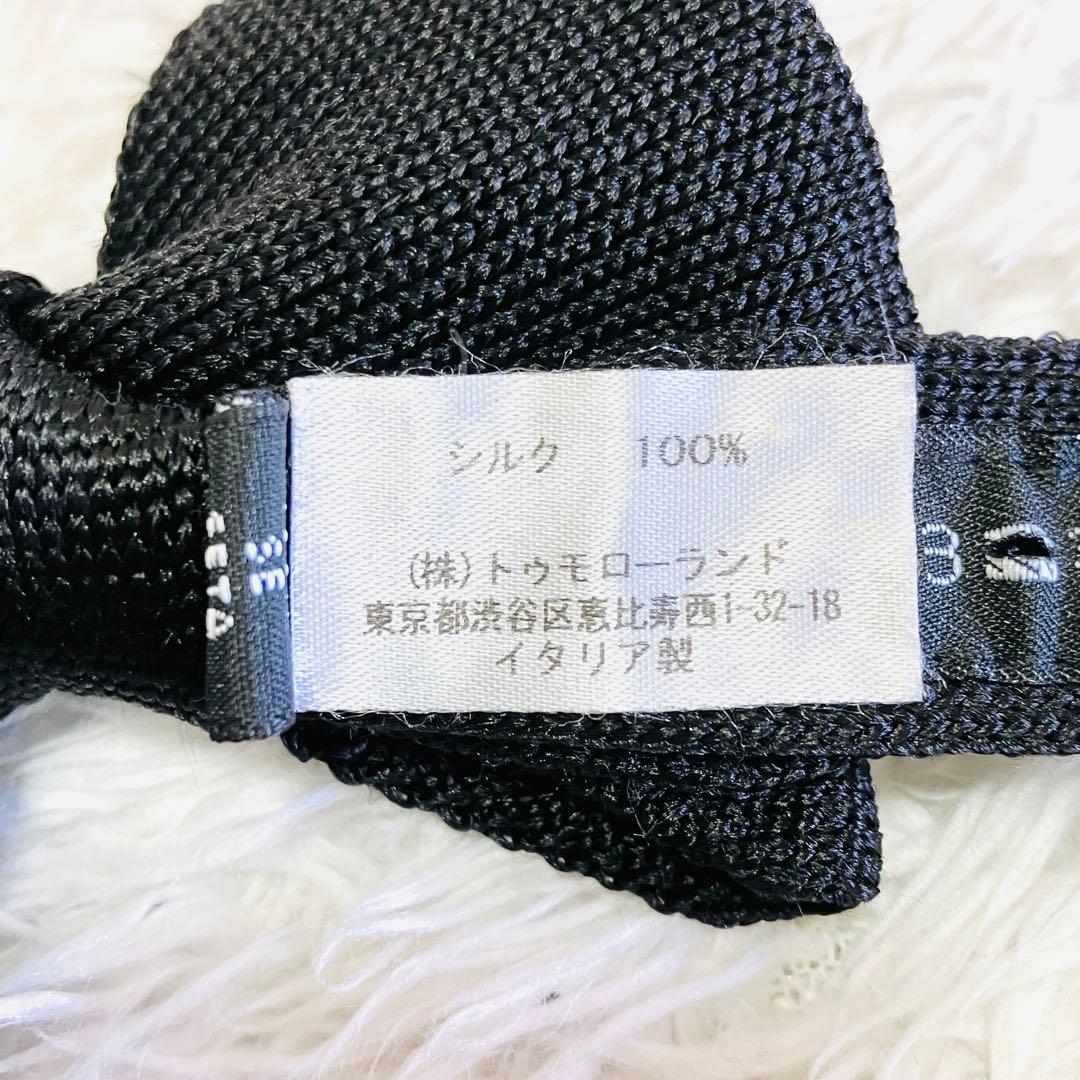 シルク 100%
(株)トゥモローランド
東京都渋谷区恵比寿西1-32-18
イタリア製
SETA
3